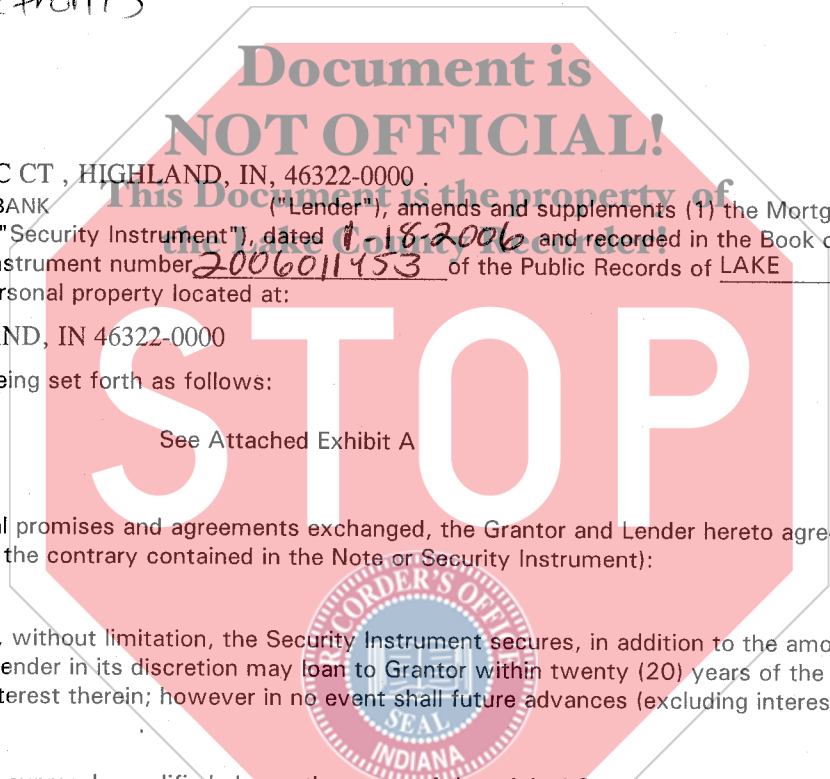 Document is
NOT OFFICIAL!
This Document is the property of
the Lake County Recorder!
STOP
C CT , HIGHLAND, IN, 46322-0000 .
BANK ("Lender"), amends and supplements (1) the Mortg
"Security Instrument"), dated 1-18-2006 and recorded in the Book o
nstrument number 2006011453 of the Public Records of LAKE
rsonal property located at:
ND, IN 46322-0000
eing set forth as follows:
See Attached Exhibit A
al promises and agreements exchanged, the Grantor and Lender hereto agre
the contrary contained in the Note or Security Instrument):
, without limitation, the Security Instrument secures, in addition to the amo
ender in its discretion may loan to Grantor within twenty (20) years of the
terest therein; however in no event shall future advances (excluding interes
RECORDER'S OFFICE
SEAL
INDIANA